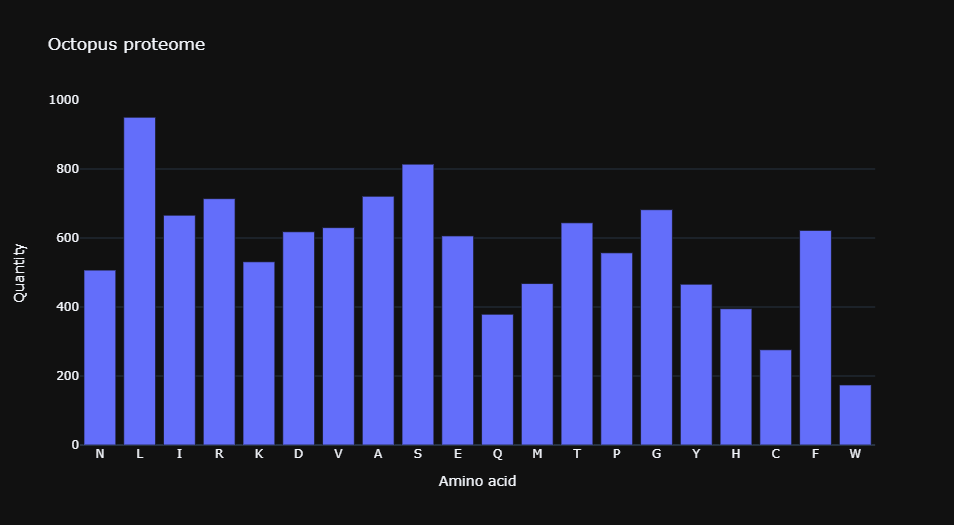 Octopus proteome
1000
800
600
400
200
0
Quantity
N L I R K D V A S E Q M T P G Y H C F W
Amino acid